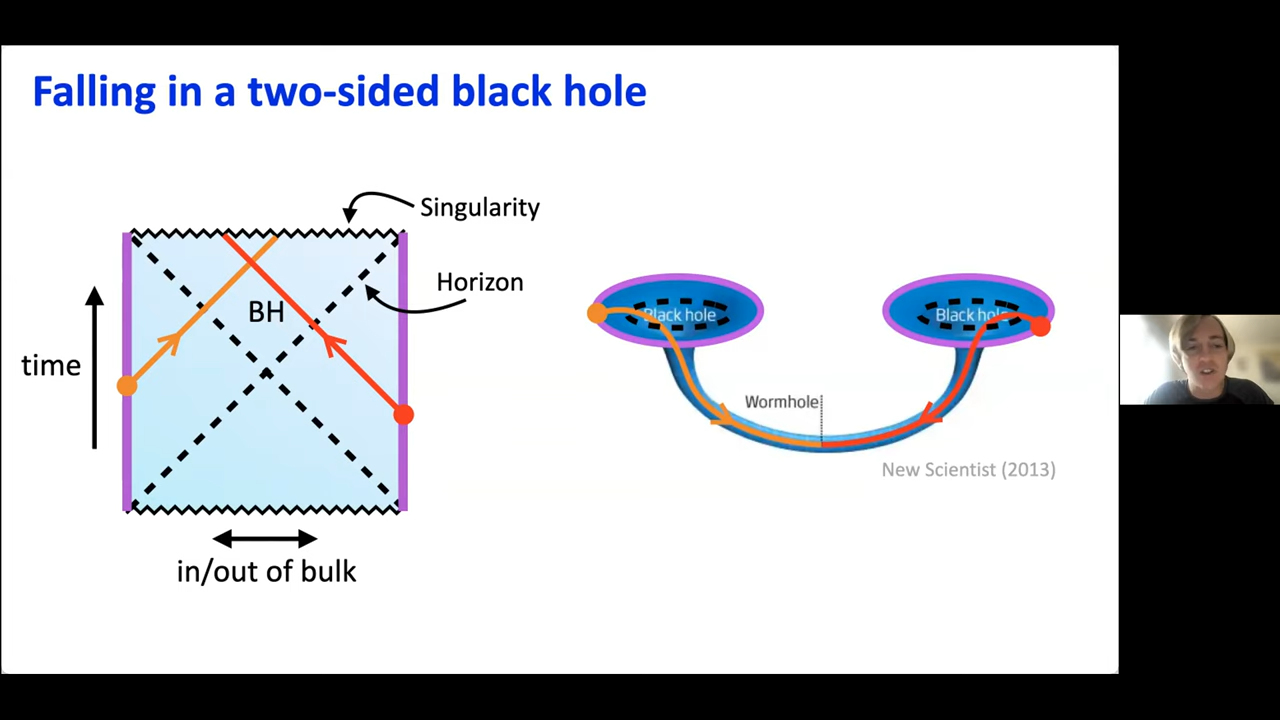 Falling in a two-sided black hole
Singularity
Horizon
BH
time
in/out of bulk
Black hole
Black hole
Wormhole
New Scientist (2013)